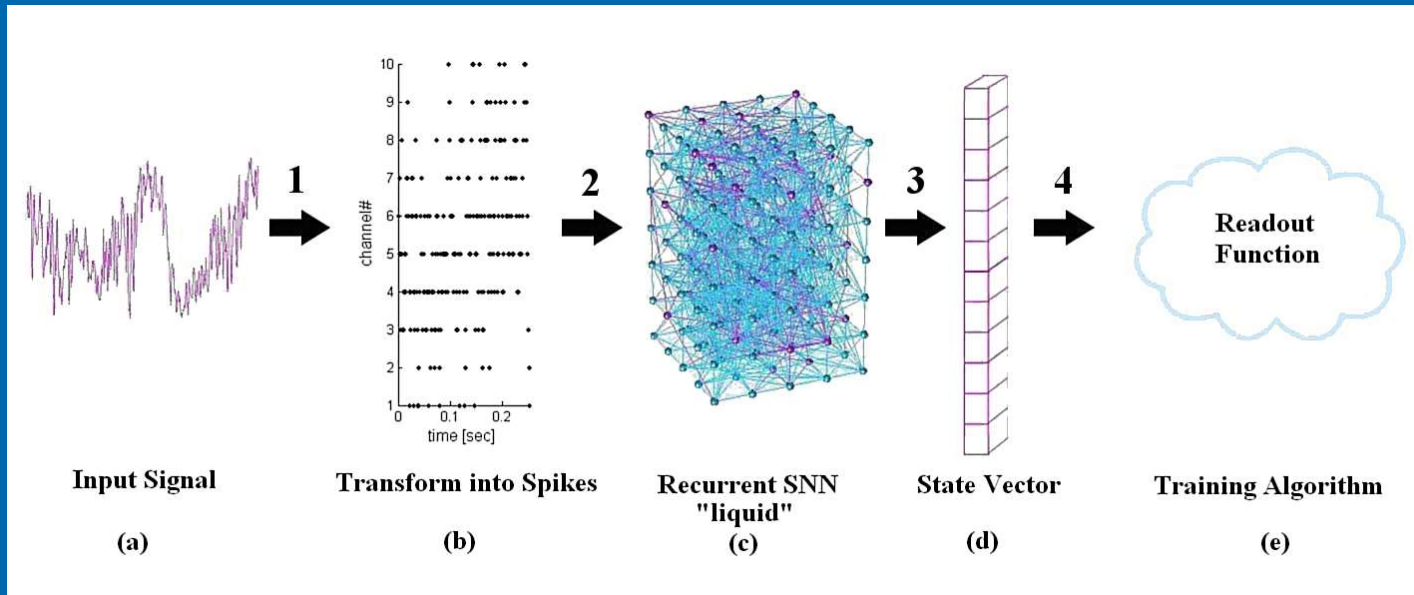 1
2
3
4
10
9
8
7
6
5
4
3
2
1
channel#
0 0.1 0.2
time [sec]
Readout
Function
Input Signal
(a)
Transform into Spikes
(b)
Recurrent SNN
"liquid"
(c)
State Vector
(d)
Training Algorithm
(e)